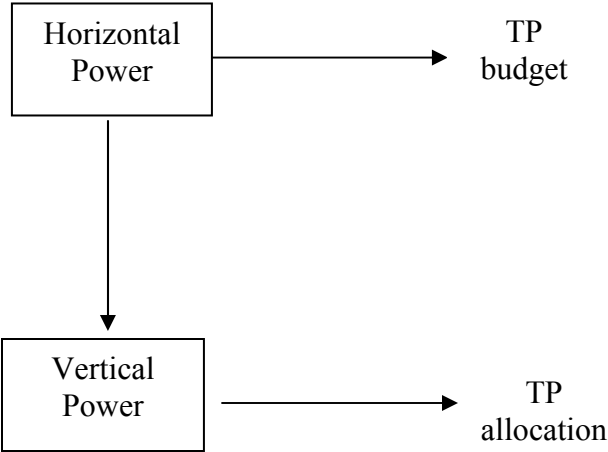 Horizontal
Power
TP
budget
Vertical
Power
TP
allocation